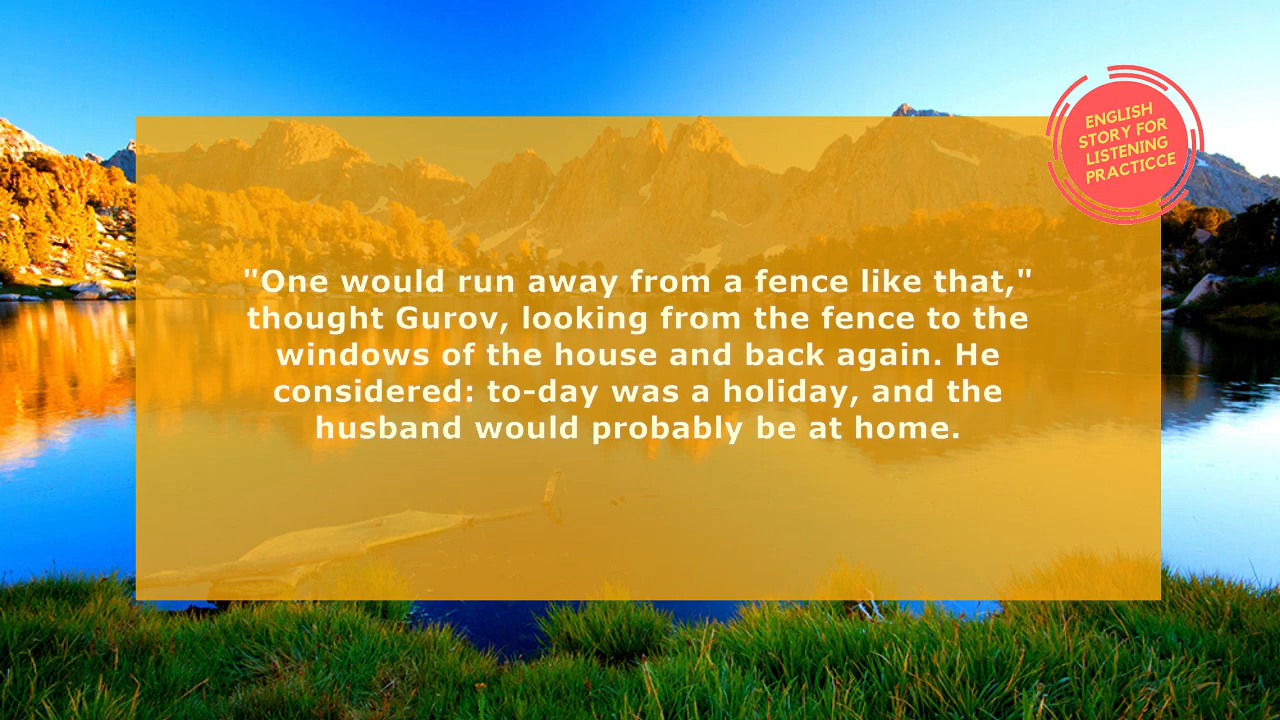 "One would run away from a fence like that,"
thought Gurov, looking from the fence to the
windows of the house and back again. He
considered: to-day was a holiday, and the
husband would probably be at home.
ENGLISH
STORY FOR
LISTENING
PRACTICCE